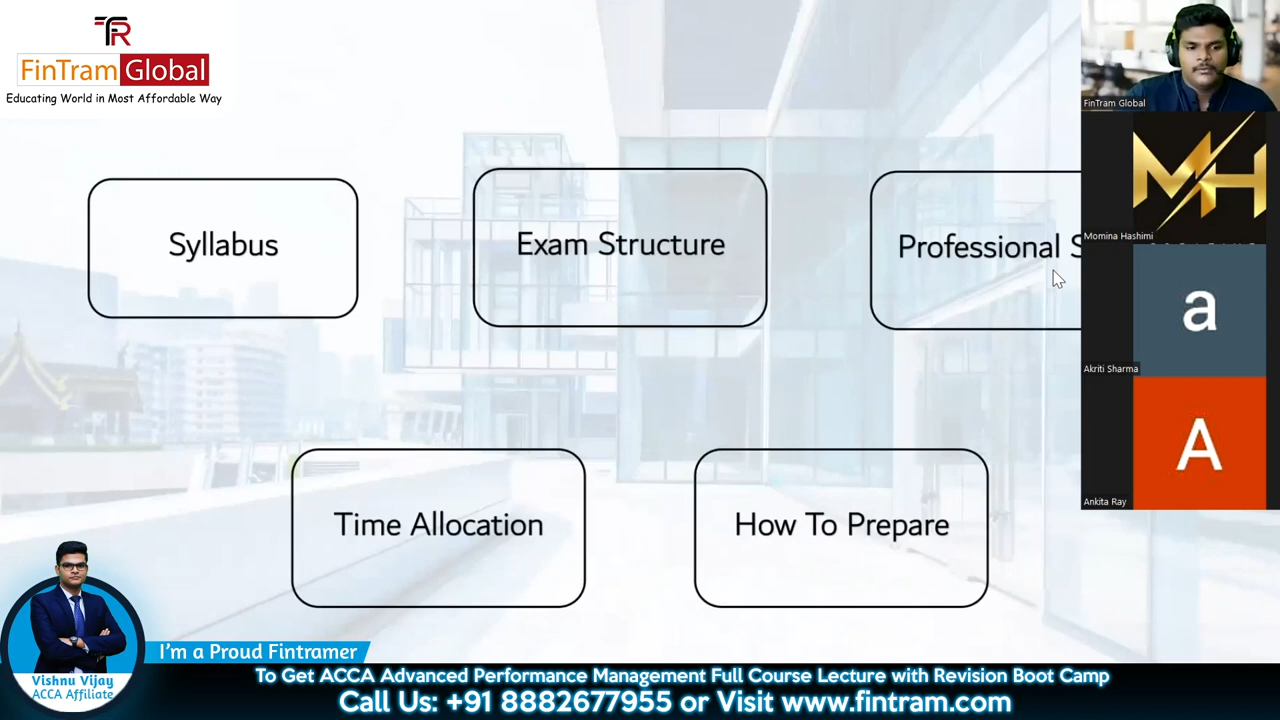 TR
FinTram Global
Educating World in Most Affordable Way
FinTram Global
MH
Momina Hashimi
Syllabus
Exam Structure
Professional S
a
Akriti Sharma
A
Ankita Ray
Time Allocation
How To Prepare
I'm a Proud Fintramer
Vishnu Vijay
ACCA Affiliate
To Get ACCA Advanced Performance Management Full Course Lecture with Revision Boot Camp
Call Us: +91 8882677955 or Visit www.fintram.com